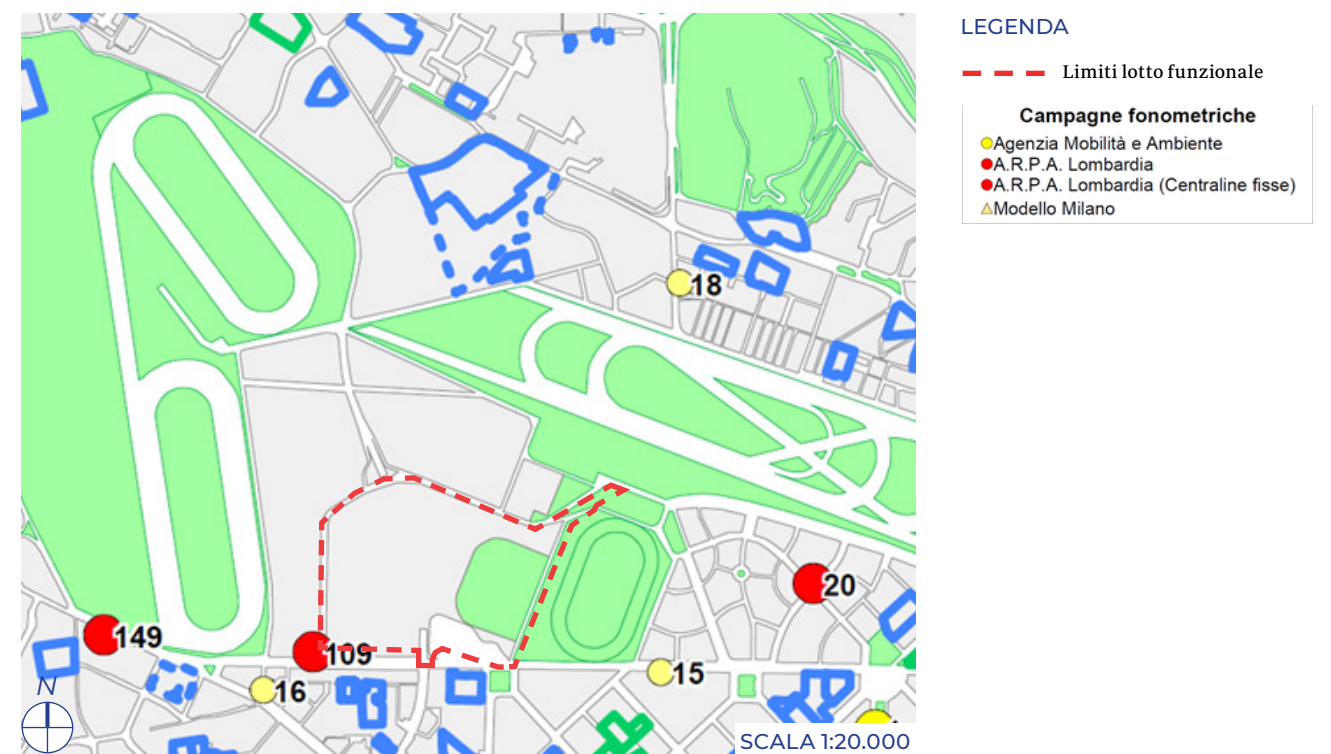 LEGENDA
Limiti lotto funzionale
Campagne fonometriche
Agenzia Mobilità e Ambiente
A.R.P.A. Lombardia
A.R.P.A. Lombardia (Centraline fisse)
Modello Milano
18
20
149
109
16
15
N
SCALA 1:20.000